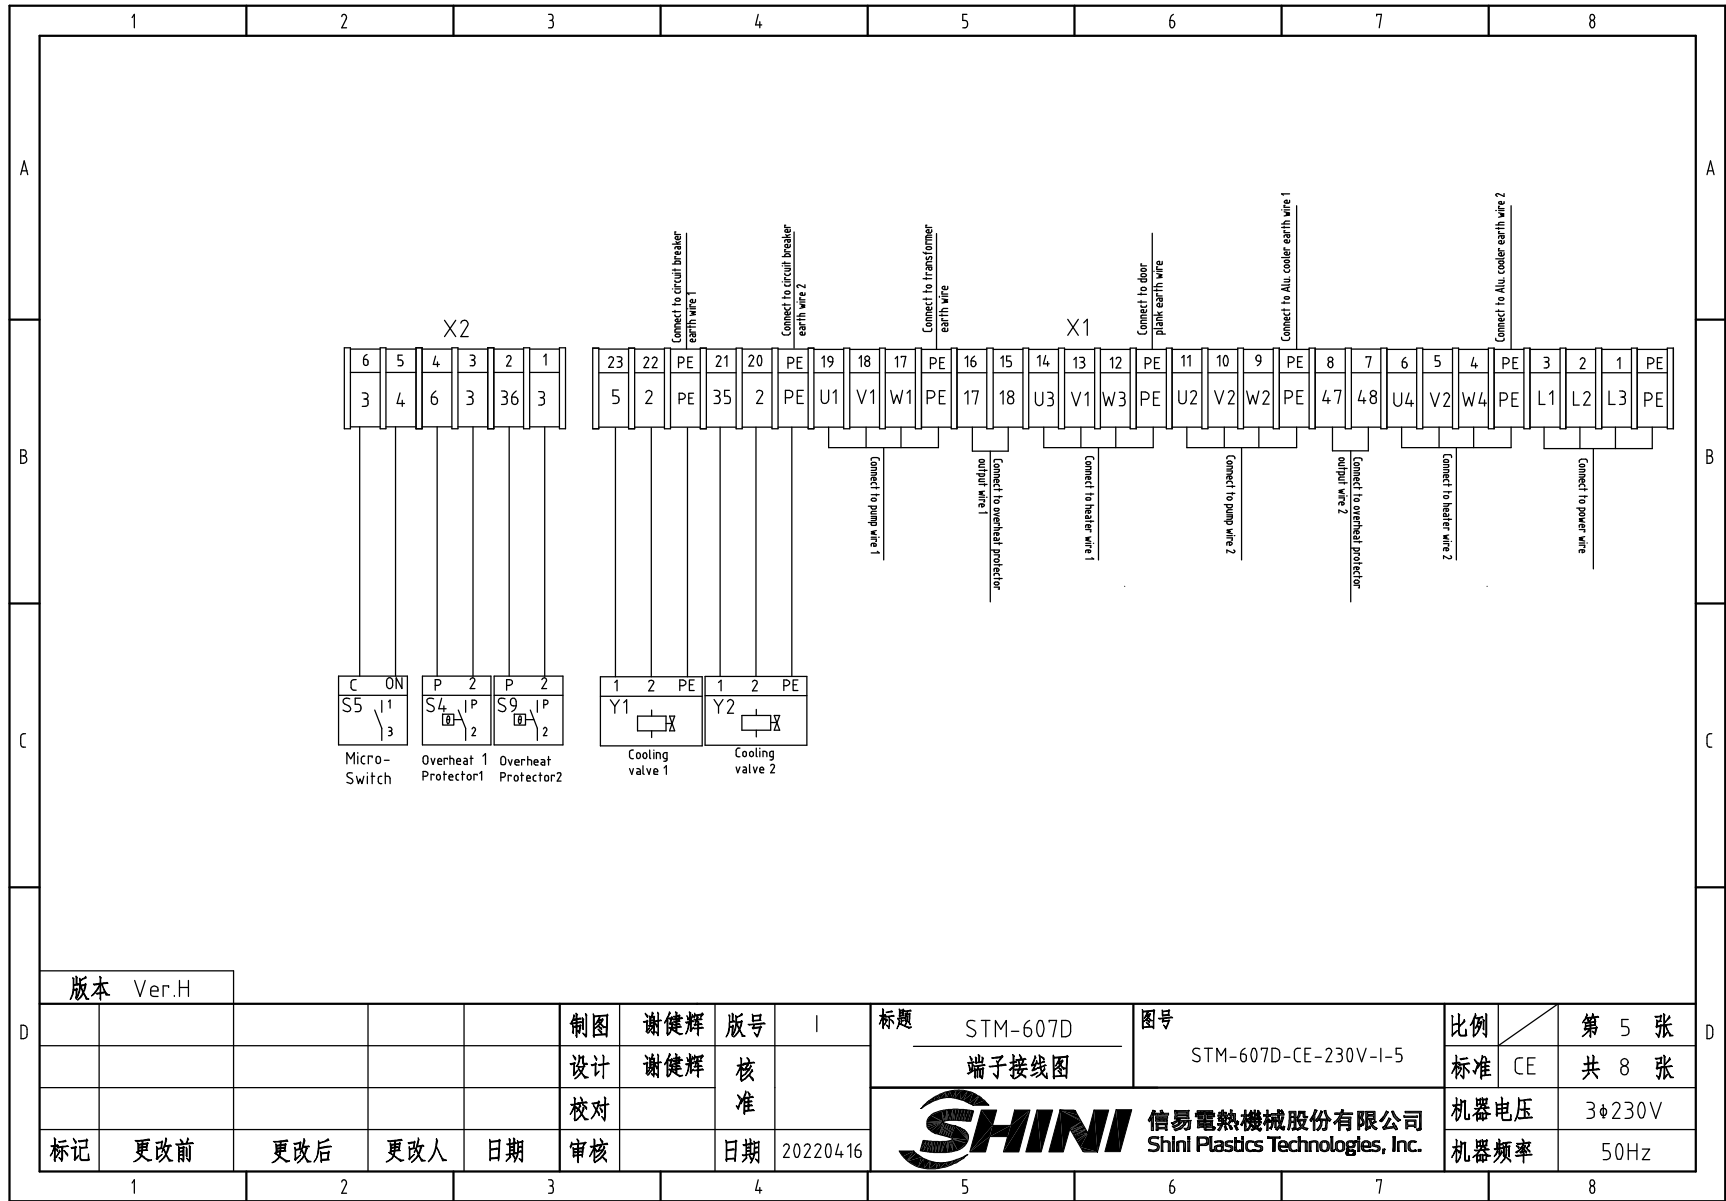 1 2 3 4 5 6 7 8
A A
Connect to circuit breaker
earth wire 1
Connect to circuit breaker
earth wire 2
Connect to transformer
earth wire
Connect to door
plank earth wire
Connect to Alu. cooler earth wire 1
Connect to Alu. cooler earth wire 2
X2 X1
6 5 4 3 2 1 23 22 PE 21 20 PE 19 18 17 PE 16 15 14 13 12 PE 11 10 9 PE 8 7 6 5 4 PE 3 2 1 PE
3 4 6 3 36 3 5 2 PE 35 2 PE U1 V1 W1 PE 17 18 U3 V1 W3 PE U2 V2 W2 PE 47 48 U4 V2 W4 PE L1 L2 L3 PE
B B
Connect to pump wire 1
Connect to overheat protector
output wire 1
Connect to heater wire 1
Connect to pump wire 2
Connect to overheat protector
output wire 2
Connect to heater wire 2
Connect to power wire
C ON P 2 P 2 1 2 PE 1 2 PE
S5 1 3
S4 θ P 2
S9 θ P 2
Y1 Y2
C C
Micro-
Switch
Overheat 1
Protector1
Overheat
Protector2
Cooling
valve 1
Cooling
valve 2
版本 Ver.H
D D
制图 谢健辉 版号 I 标题 STM-607D 图号 比例 第 5 张
STM-607D-CE-230V-I-5
设计 谢健辉 核准 端子接线图 标准 CE 共 8 张
校对 机器电压 3ф230V
SHINI 信易電熱機械股份有限公司
Shini Plastics Technologies, Inc.
标记 更改前 更改后 更改人 日期 审核 日期 20220416 机器频率 50Hz
1 2 3 4 5 6 7 8